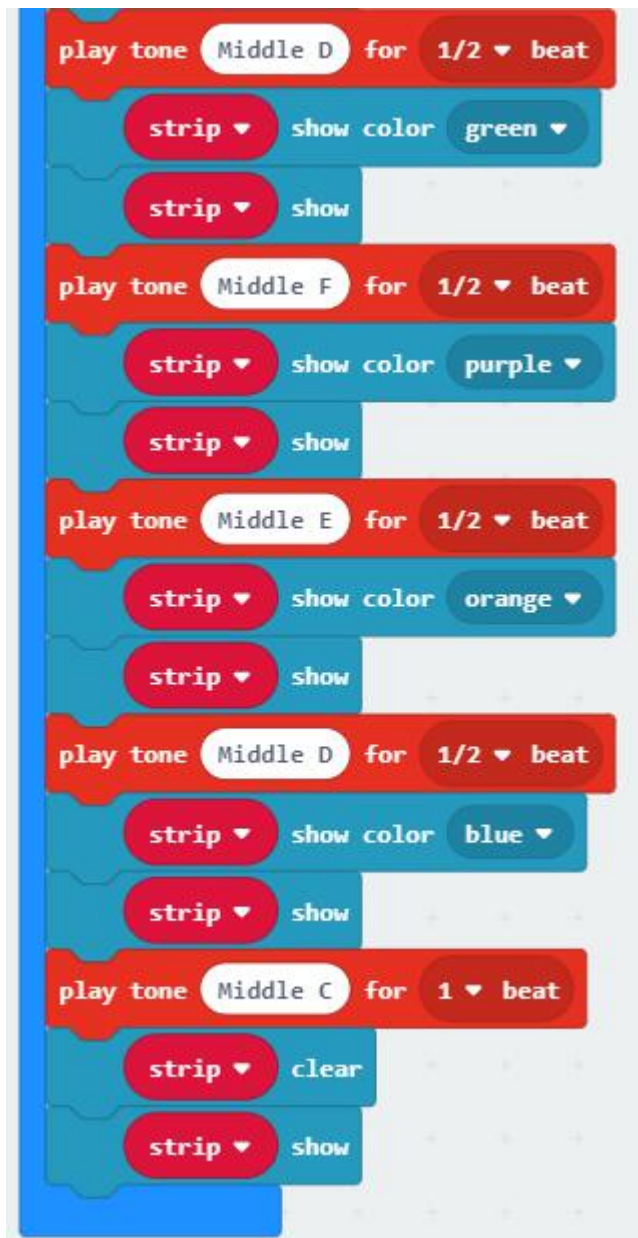 play tone Middle D for 1/2 beat
strip show color green
strip show
play tone Middle F for 1/2 beat
strip show color purple
strip show
play tone Middle E for 1/2 beat
strip show color orange
strip show
play tone Middle D for 1/2 beat
strip show color blue
strip show
play tone Middle C for 1 beat
strip clear
strip show